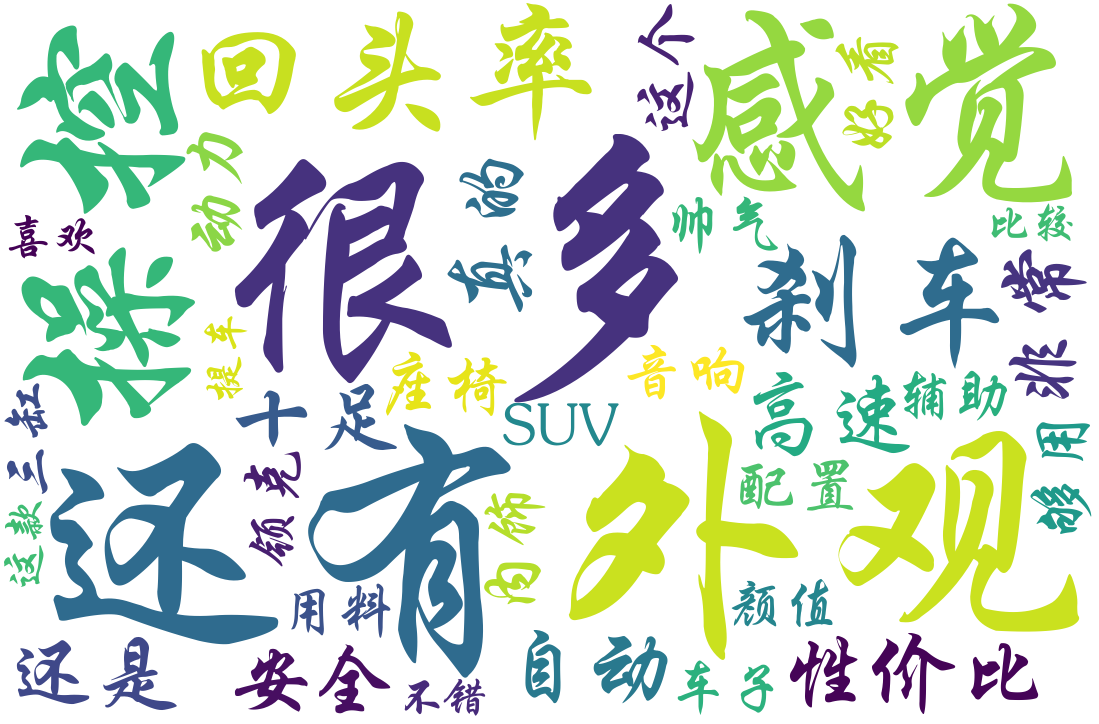 操控
回头率
这个
感觉
好看
动力
很多
真的
帅气
比较
喜欢
刹车
非常
提车
座椅
音响
三缸
十足
SUV
高速
辅助
够用
领克
还有
内饰
外观
配置
这款
用料
颜值
还是
安全
不错
自动
车子
性价比